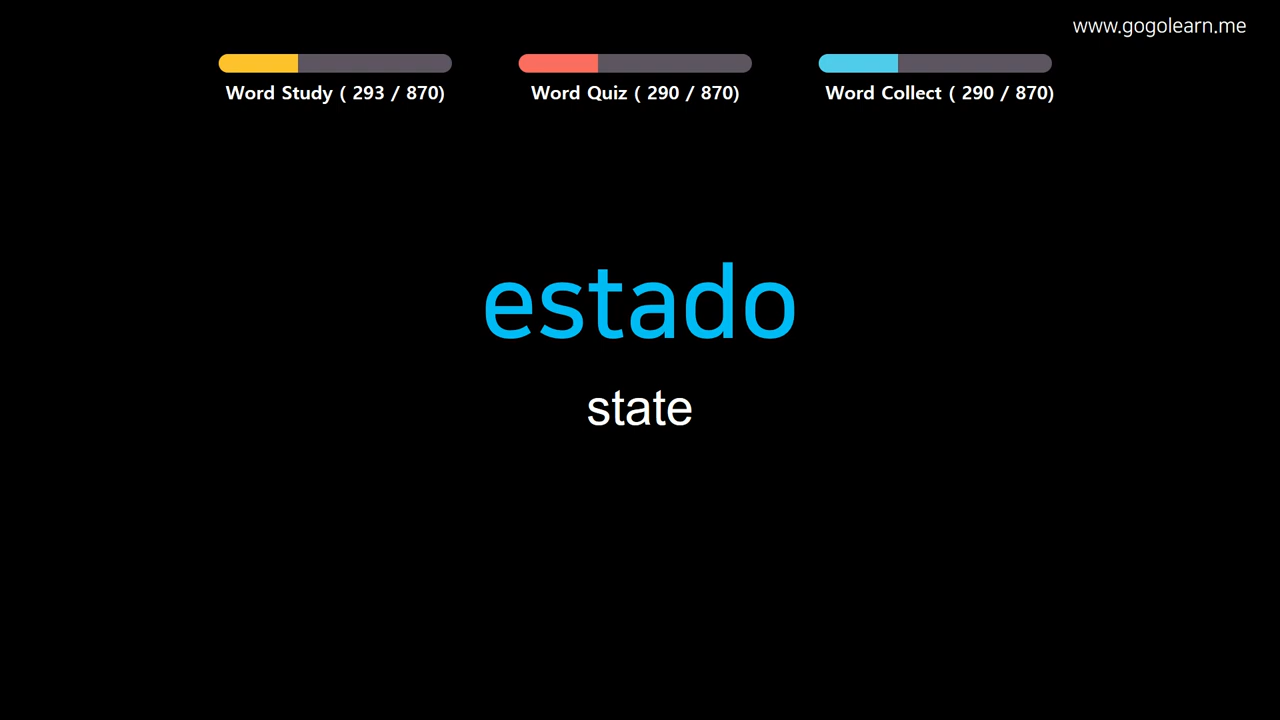 www.gogolearn.me
Word Study ( 293 / 870)
Word Quiz ( 290 / 870)
Word Collect ( 290 / 870)
estado
state